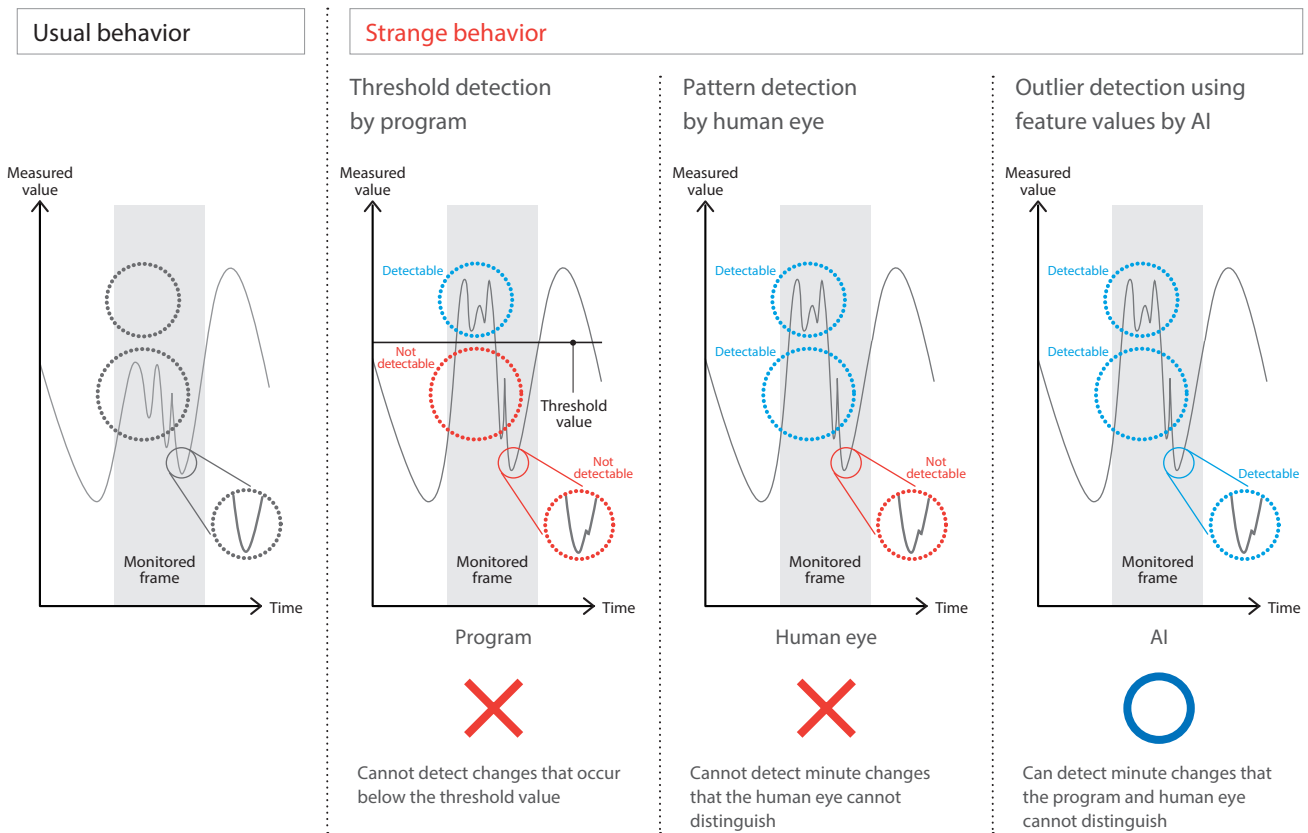 Usual behavior
Strange behavior
Threshold detection
by program
Pattern detection
by human eye
Outlier detection using
feature values by AI
Measured
value
Monitored
frame
Time
Measured
value
Detectable
Not
detectable
Threshold
value
Not
detectable
Monitored
frame
Time
Measured
value
Detectable
Detectable
Not
detectable
Monitored
frame
Time
Measured
value
Detectable
Detectable
Detectable
Monitored
frame
Time
Program
Human eye
AI
Cannot detect changes that occur
below the threshold value
Cannot detect minute changes
that the human eye cannot
distinguish
Can detect minute changes that
the program and human eye
cannot distinguish